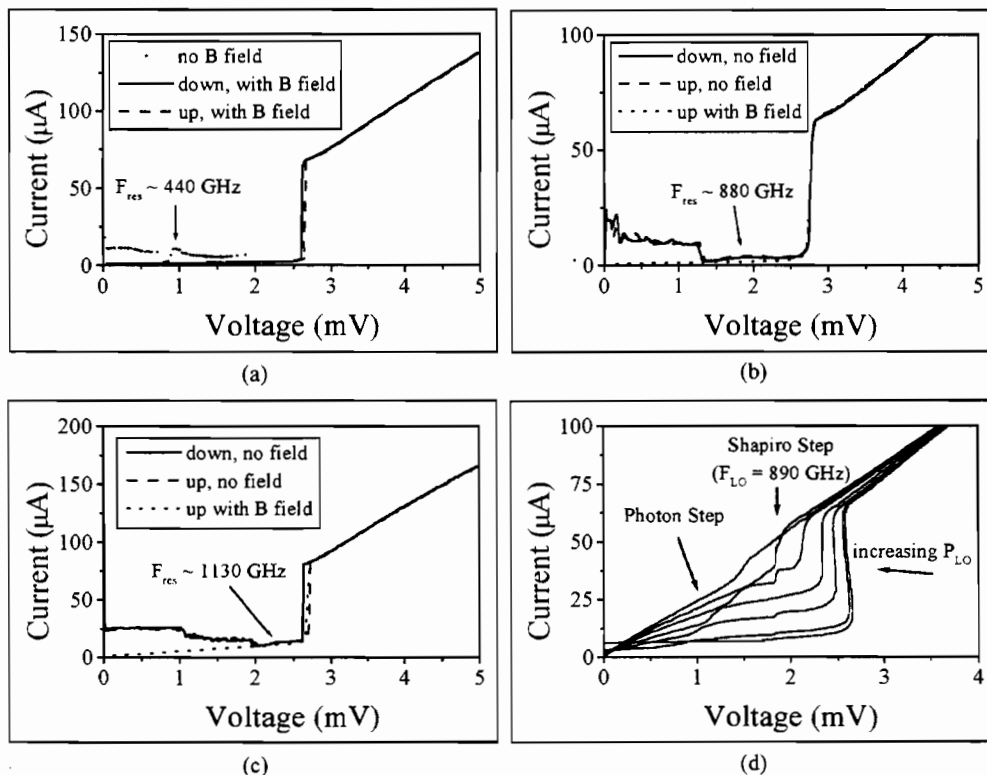 150
100
50
0
0 1 2 3 4 5
Current (μA)
Voltage (mV)
no B field
down, with B field
up, with B field
F_res ~ 440 GHz
(a)
100
50
0
0 1 2 3 4 5
Current (μA)
Voltage (mV)
down, no field
up, no field
up with B field
F_res ~ 880 GHz
(b)
200
150
100
50
0
0 1 2 3 4 5
Current (μA)
Voltage (mV)
down, no field
up, no field
up with B field
F_res ~ 1130 GHz
(c)
100
75
50
25
0
0 1 2 3 4
Current (μA)
Voltage (mV)
Shapiro Step
(F_LO = 890 GHz)
Photon Step
increasing P_LO
(d)